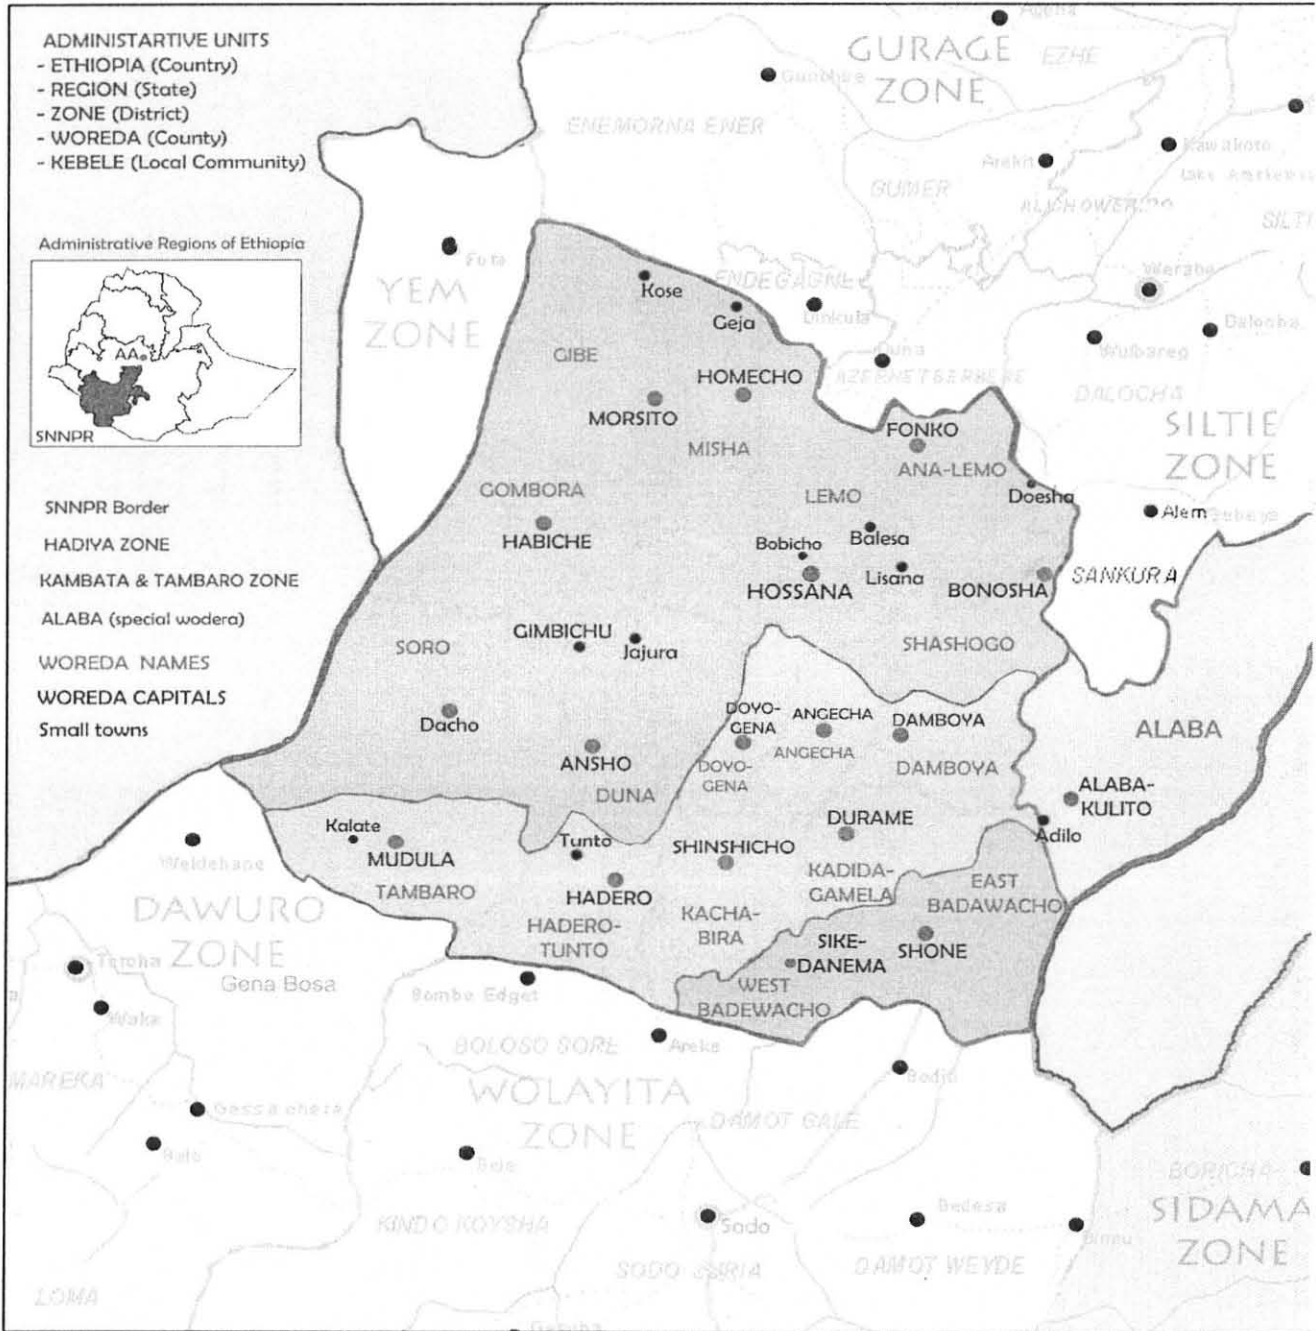 ADMINISTARTIVE UNITS
- ETHIOPIA (Country)
- REGION (State)
- ZONE (District)
- WOREDA (County)
- KEBELE (Local Community)
Administrative Regions of Ethiopia
AA
SNNPR
SNNPR Border
HADIYA ZONE
KAMBATA & TAMBARO ZONE
ALABA (special wodera)
WOREDA NAMES
WOREDA CAPITALS
Small towns
GURAGE
ZONE
EZHE
ENEMORNA ENER
GUMER
Arekit
YEM
ZONE
ENDEGAGNE
Kose
Geja
GIBE
HOMECHO
MORSITO
MISHA
Werabe
Dalocha
Wulbareg
DALOCHA
SILTIE
ZONE
FONKO
ANA-LEMO
Doesha
GOMBORA
LEMO
HABICHE
Bobicho
Balesa
Lisana
HOSSANA
BONOSHA
Alem
SANKURA
GIMBICHU
Jajura
SORO
SHASHOGO
Dacho
ANSHO
DUNA
DOYO-
GENA
DOYO-
GENA
ANGECHA
ANGECHA
DAMBOYA
DAMBOYA
ALABA
ALABA-
KULITO
Adilo
Kalate
MUDULA
TAMBARO
Tunto
HADERO
HADERO-
TUNTO
SHINSHICHO
DURAME
KADIDA-
GAMELA
KACHA-
BIRA
EAST
BADAWACHO
SIKE-
DANEMA
SHONE
WEST
BADEWACHO
DAWURO
ZONE
Gena Bosa
Waka
MAREKA
Bombe Edget
BOLOSO SORE
Areka
WOLAYITA
ZONE
DAMOT GALE
Bele
KINDO KOYSHA
Sodo
Bedesa
DAMOT WEYDE
BORICHA
SIDAMA
ZONE
LOMA